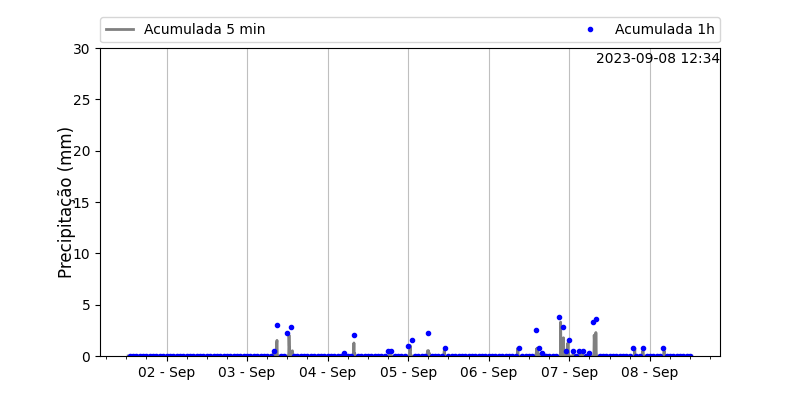 Acumulada 5 min Acumulada 1h
2023-09-08 12:34
Precipitação (mm)
30
25
20
15
10
5
0
02 - Sep 03 - Sep 04 - Sep 05 - Sep 06 - Sep 07 - Sep 08 - Sep